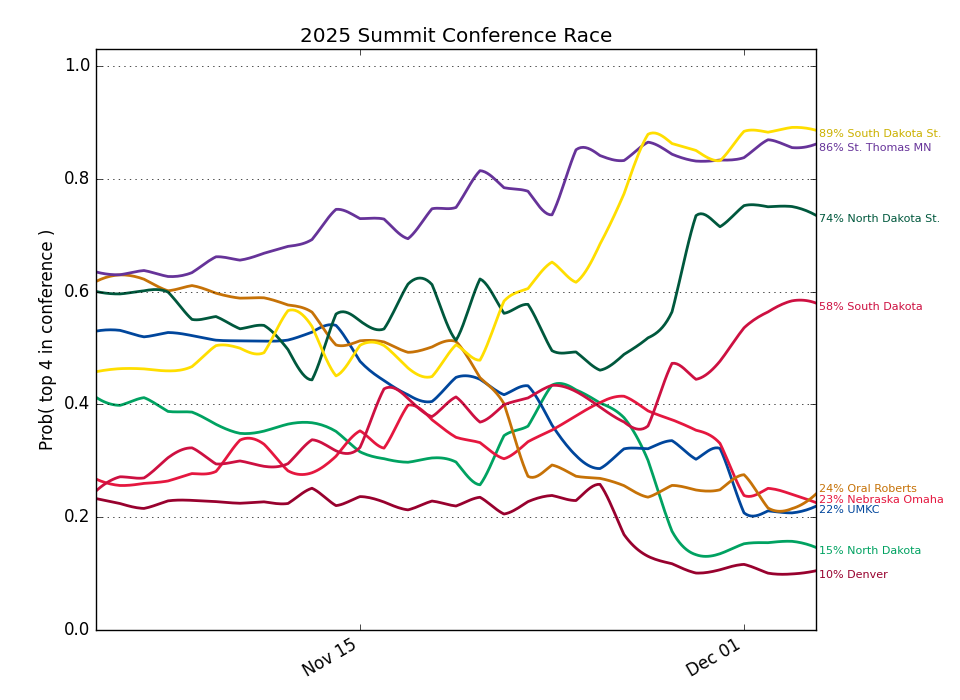 2025 Summit Conference Race
Prob( top 4 in conference )
1.0
0.8
0.6
0.4
0.2
0.0
Nov 15
Dec 01
89% South Dakota St.
86% St. Thomas MN
74% North Dakota St.
58% South Dakota
24% Oral Roberts
23% Nebraska Omaha
22% UMKC
15% North Dakota
10% Denver